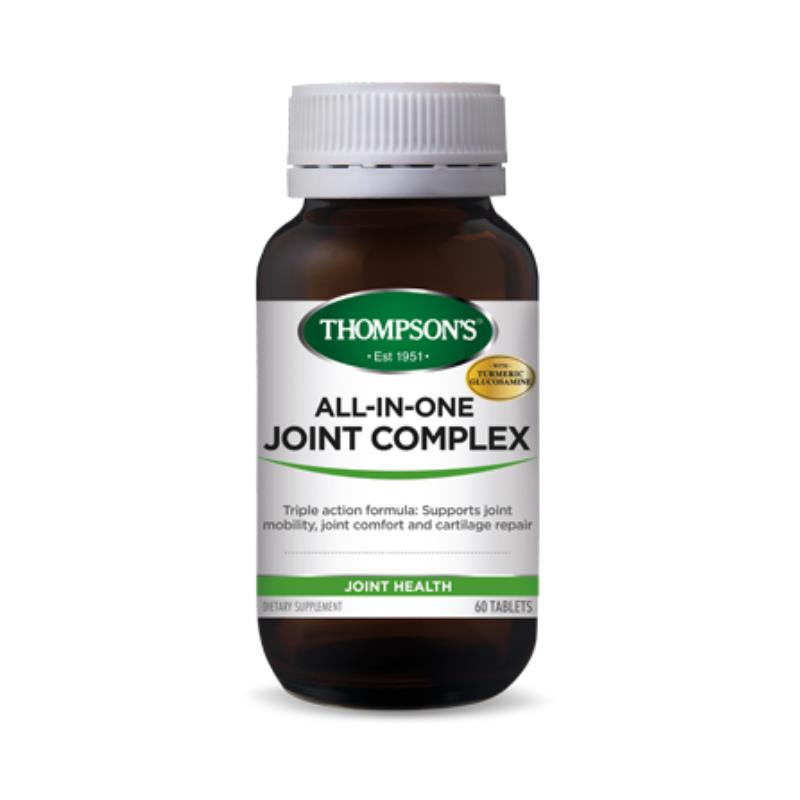 THOMPSON'S®
• Est 1951 •
• WITH •
TURMERIC
GLUCOSAMINE
ALL-IN-ONE
JOINT COMPLEX
Triple action formula: Supports joint
mobility, joint comfort and cartilage repair
JOINT HEALTH
DIETARY SUPPLEMENT
60 TABLETS